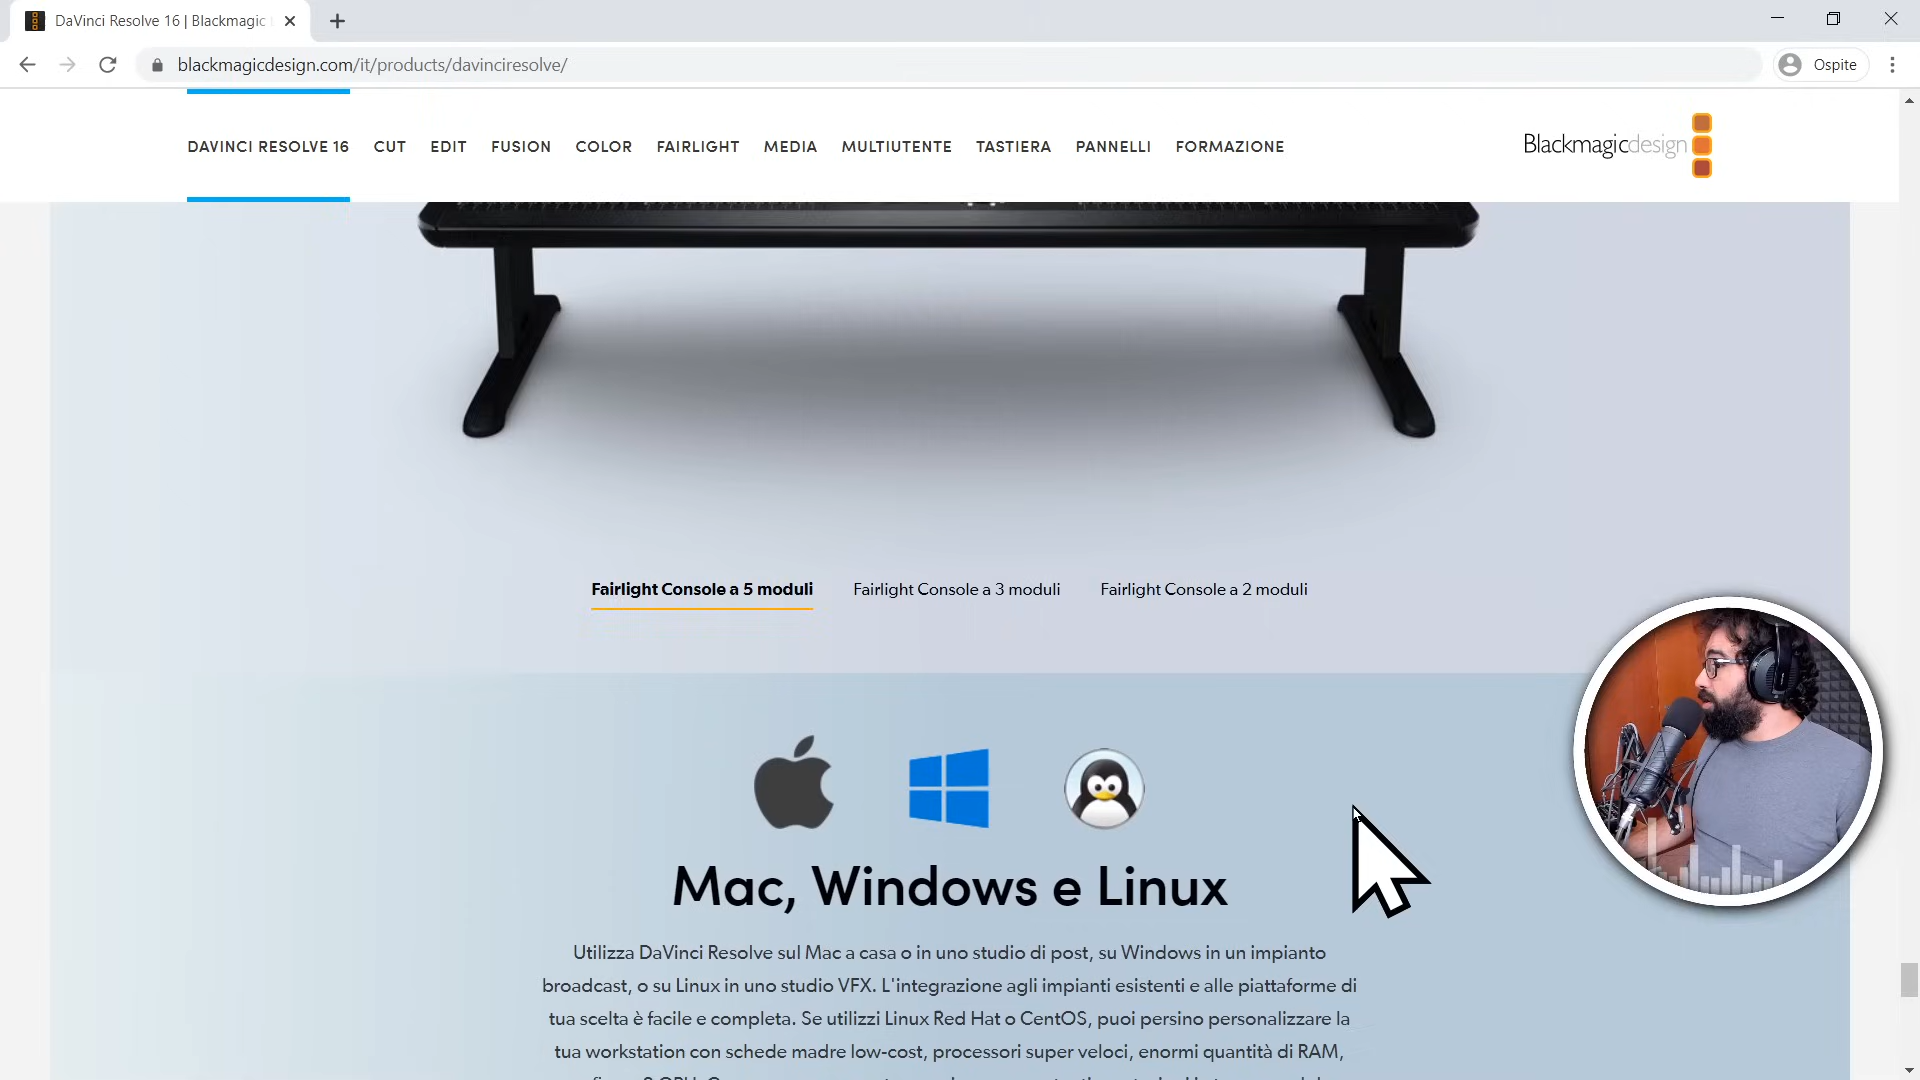 DaVinci Resolve 16 | Blackmagic
blackmagicdesign.com/it/products/davinciresolve/
Ospite
DAVINCI RESOLVE 16 CUT EDIT FUSION COLOR FAIRLIGHT MEDIA MULTIUTENTE TASTIERA PANNELLI FORMAZIONE
Blackmagicdesign
Fairlight Console a 5 moduli Fairlight Console a 3 moduli Fairlight Console a 2 moduli
Mac, Windows e Linux
Utilizza DaVinci Resolve sul Mac a casa o in uno studio di post, su Windows in un impianto
broadcast, o su Linux in uno studio VFX. L'integrazione agli impianti esistenti e alle piattaforme di
tua scelta è facile e completa. Se utilizzi Linux Red Hat o CentOS, puoi persino personalizzare la
tua workstation con schede madre low-cost, processori super veloci, enormi quantità di RAM,